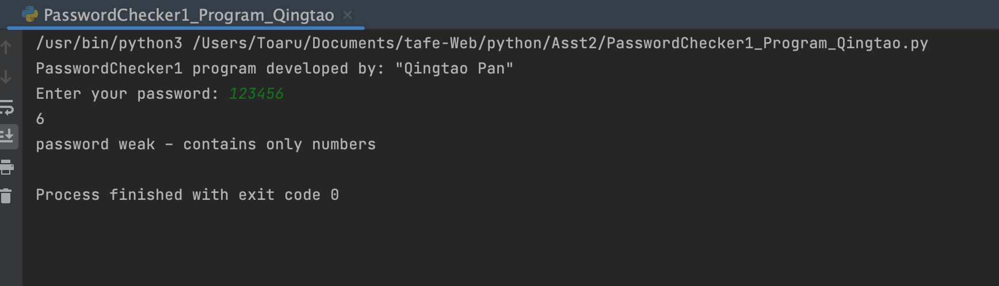 PasswordChecker1_Program_Qingtao
/usr/bin/python3 /Users/Toaru/Documents/tafe-Web/python/Asst2/PasswordChecker1_Program_Qingtao.py
PasswordChecker1 program developed by: "Qingtao Pan"
Enter your password: 123456
6
password weak – contains only numbers
Process finished with exit code 0